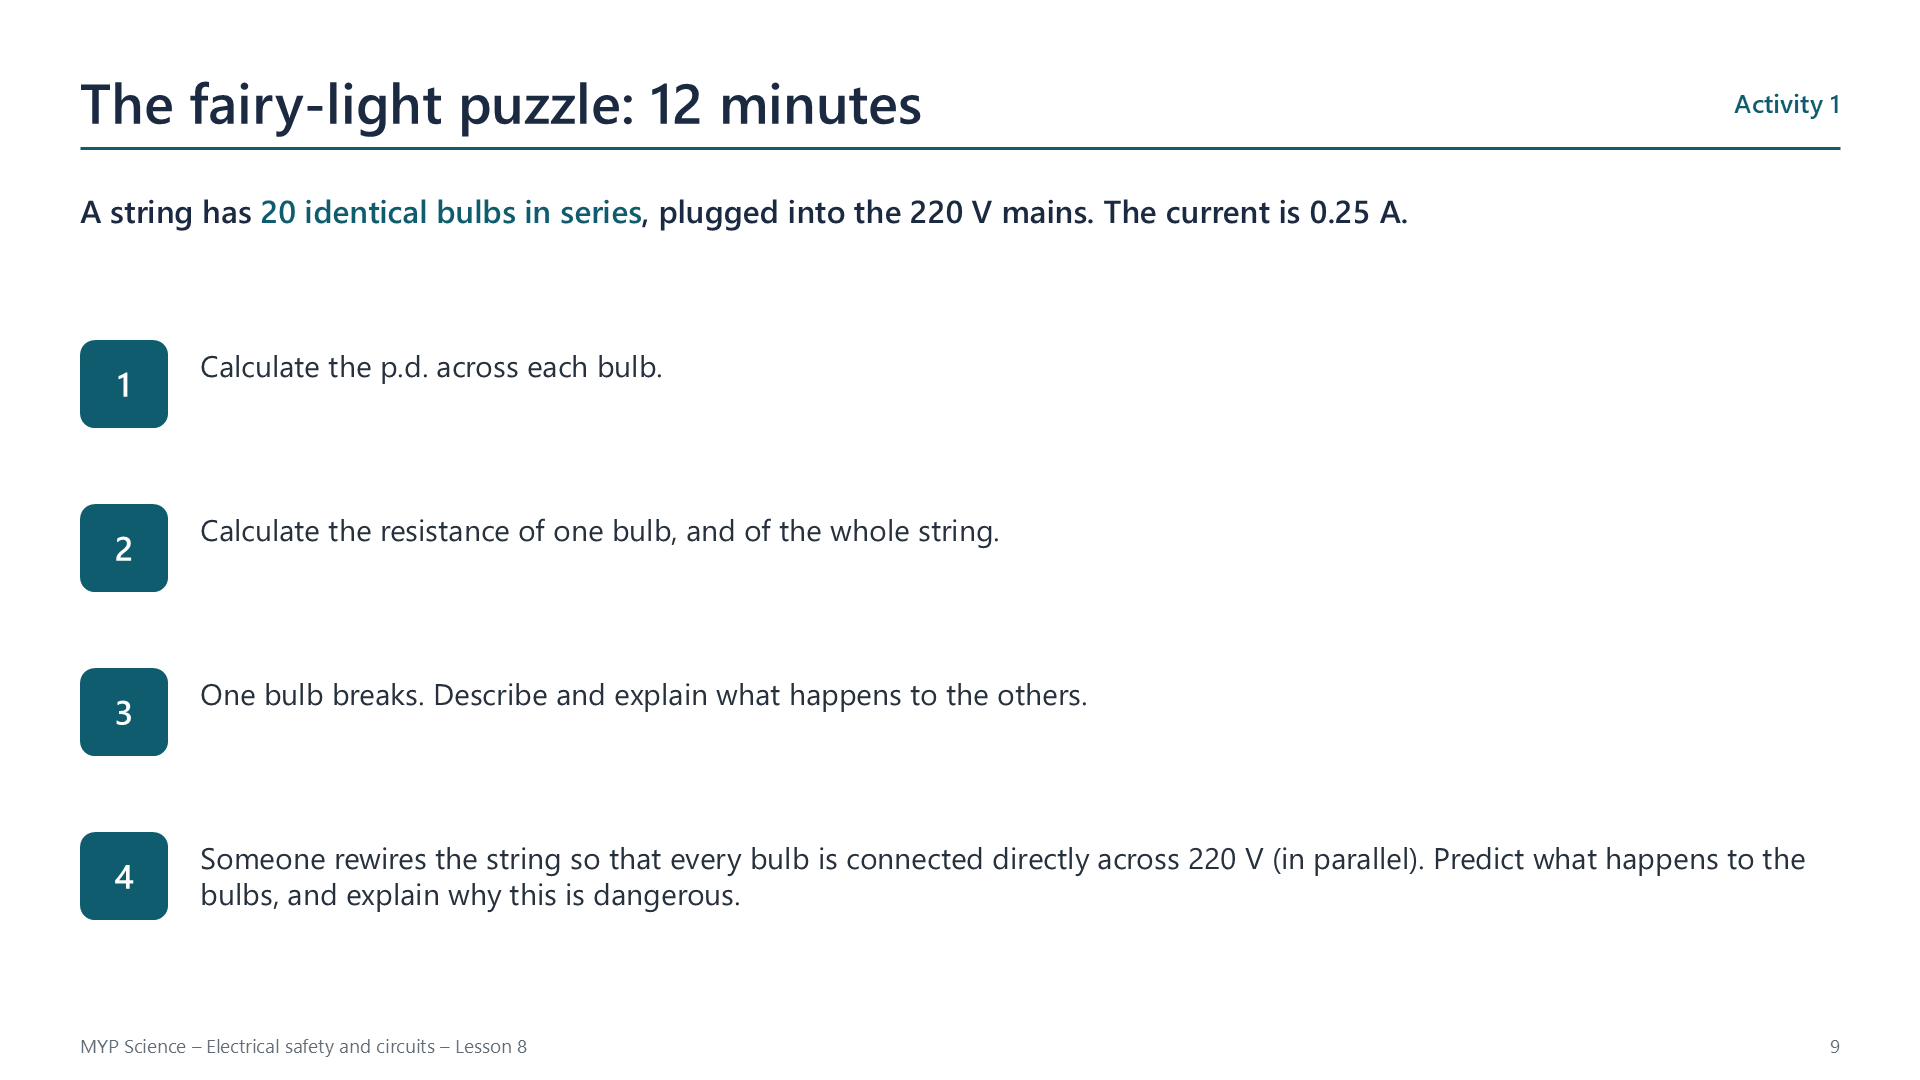 The fairy-light puzzle: 12 minutes
Activity 1
A string has 20 identical bulbs in series, plugged into the 220 V mains. The current is 0.25 A.
1
Calculate the p.d. across each bulb.
2
Calculate the resistance of one bulb, and of the whole string.
3
One bulb breaks. Describe and explain what happens to the others.
4
Someone rewires the string so that every bulb is connected directly across 220 V (in parallel). Predict what happens to the
bulbs, and explain why this is dangerous.
MYP Science – Electrical safety and circuits – Lesson 8
9